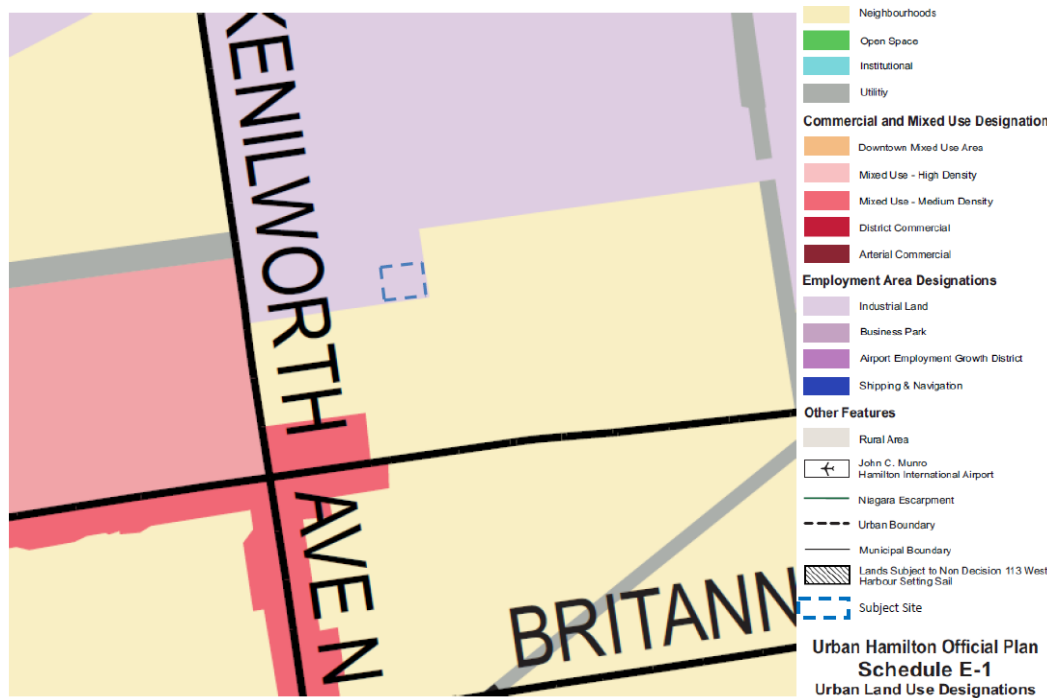 KENILWORTH AVE N
BRITANN
Neighbourhoods
Open Space
Institutional
Utilitiy
Commercial and Mixed Use Designation
Downtown Mixed Use Area
Mixed Use - High Density
Mixed Use - Medium Density
District Commercial
Arterial Commercial
Employment Area Designations
Industrial Land
Business Park
Airport Employment Growth District
Shipping & Navigation
Other Features
Rural Area
John C. Munro
Hamilton International Airport
Niagara Escarpment
Urban Boundary
Municipal Boundary
Lands Subject to Non Decision 113 West
Harbour Setting Sail
Subject Site
Urban Hamilton Official Plan
Schedule E-1
Urban Land Use Designations